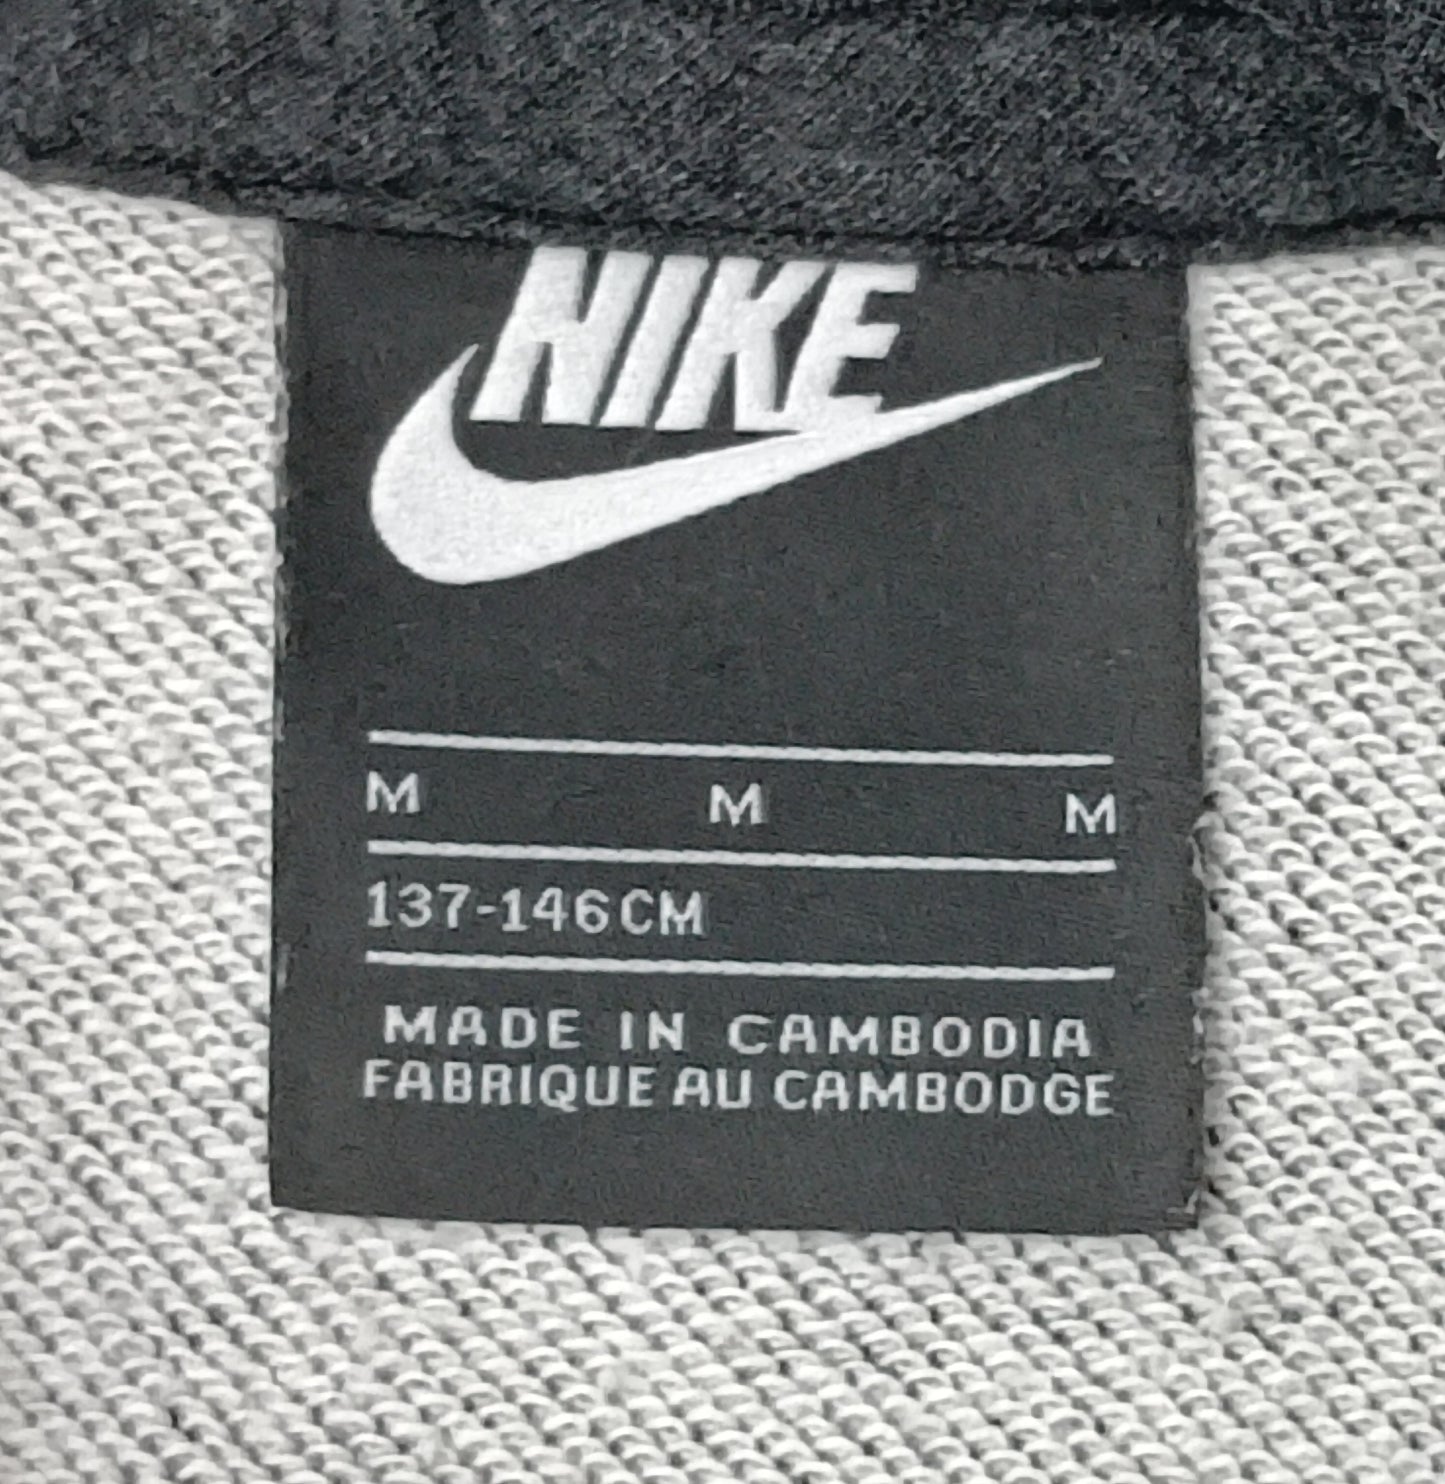 NIKE
M M M
137-146CM
MADE IN CAMBODIA
FABRIQUE AU CAMBODGE